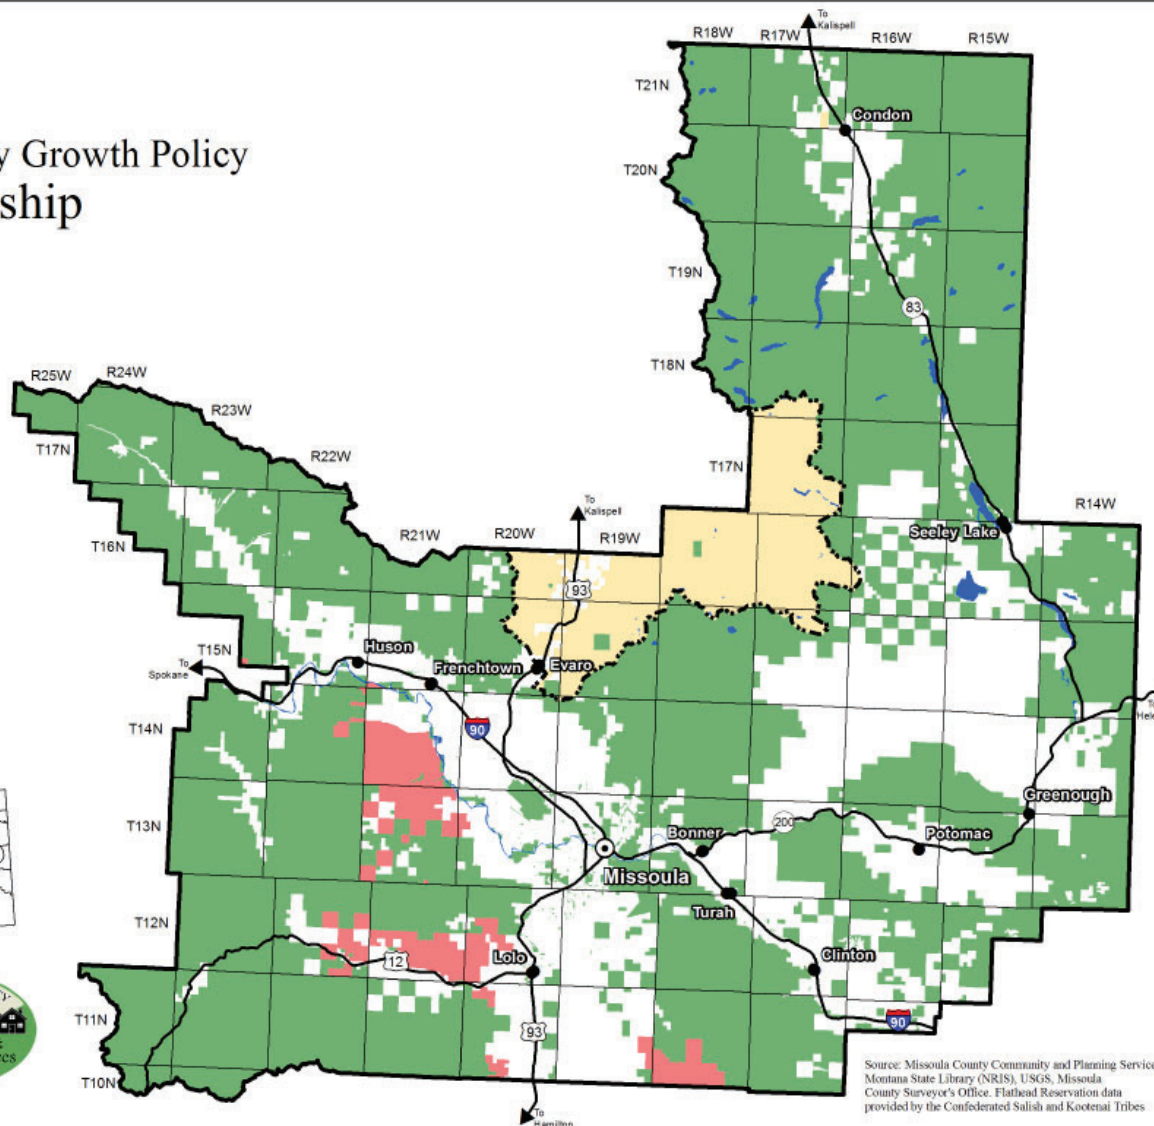 To
Kalispell
R18W
R17W
R16W
R15W
T21N
Condon
y Growth Policy
ship
T20N
T19N
83
T18N
R25W
R24W
R23W
R22W
T17N
T17N
To
Kalispell
R14W
R21W
R20W
R19W
Seeley Lake
T16N
93
T15N
To
Spokane
Huson
Frenchtown
Evaro
To
T14N
90
Greenough
T13N
200
Bonner
Potomac
Missoula
T12N
Turah
Lolo
Clinton
12
T11N
93
90
T10N
To
Hamilton
Source: Missoula County Community and Planning Service
Montana State Library (NRIS), USGS, Missoula
County Surveyor's Office. Flathead Reservation data
provided by the Confederated Salish and Kootenai Tribes